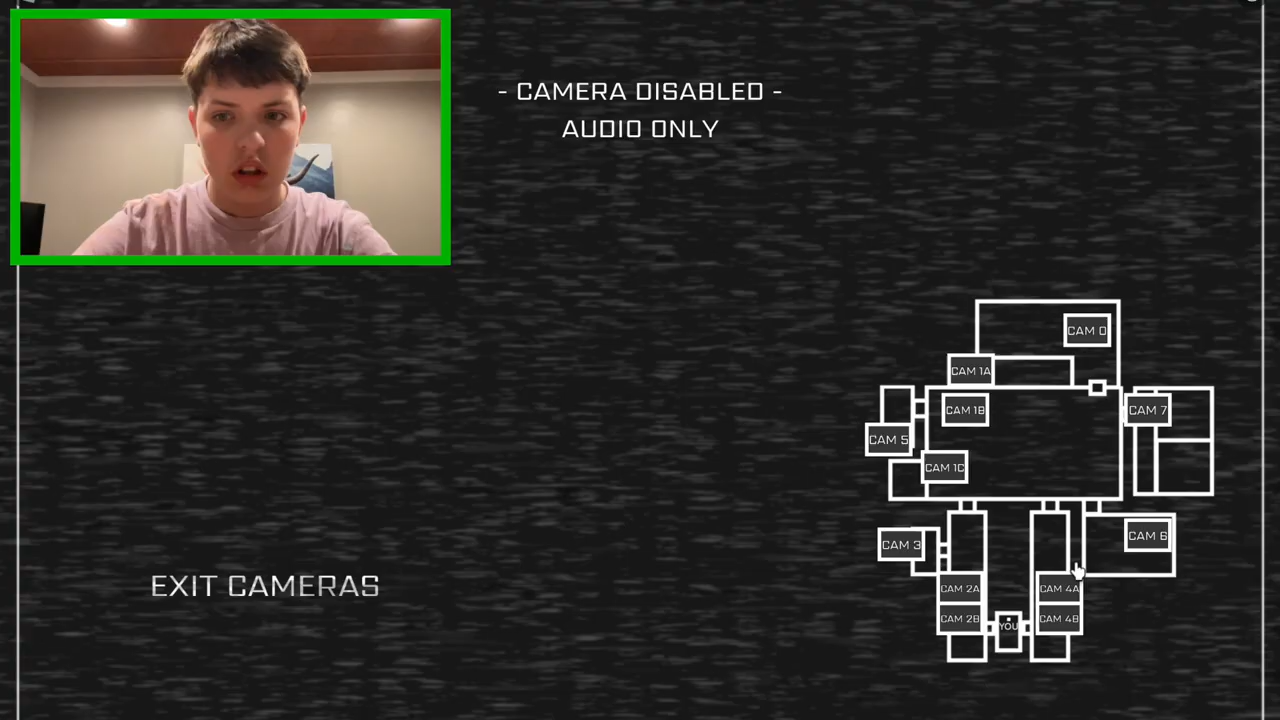 - CAMERA DISABLED -
AUDIO ONLY
CAM 0
CAM 1A
CAM 1B
CAM 7
CAM 5
CAM 1C
CAM 6
CAM 3
CAM 2A
CAM 4A
CAM 2B
YOU
CAM 4B
EXIT CAMERAS